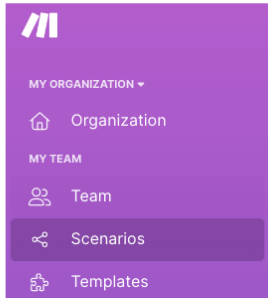 MY ORGANIZATION
Organization
MY TEAM
Team
Scenarios
Templates